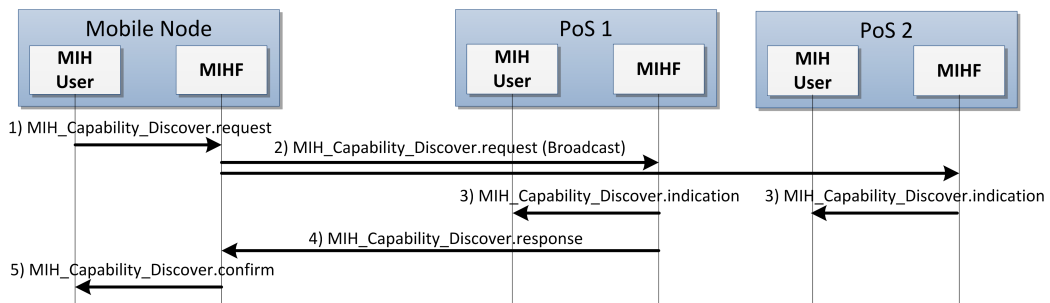 Mobile Node
PoS 1
PoS 2
MIH
User
MIHF
MIH
User
MIHF
MIH
User
MIHF
1) MIH_Capability_Discover.request
2) MIH_Capability_Discover.request (Broadcast)
3) MIH_Capability_Discover.indication
3) MIH_Capability_Discover.indication
4) MIH_Capability_Discover.response
5) MIH_Capability_Discover.confirm